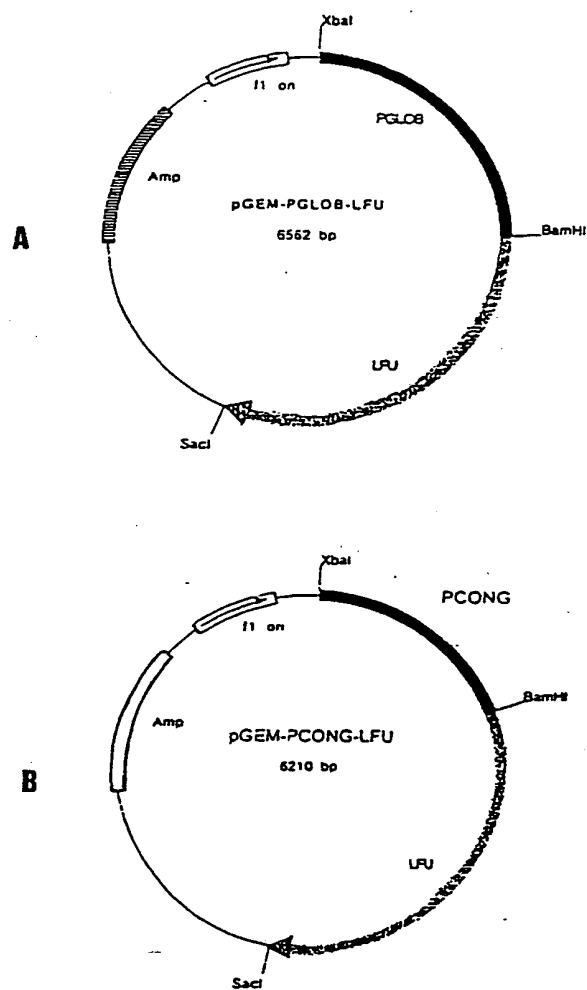 XbaI
f1 ori
PGLOB
Amp
pGEM-PGLOB-LFU
6562 bp
A
BamHI
LFU
SacI
XbaI
PCONG
f1 ori
BamHI
Amp
pGEM-PCONG-LFU
6210 bp
B
LFU
SacI